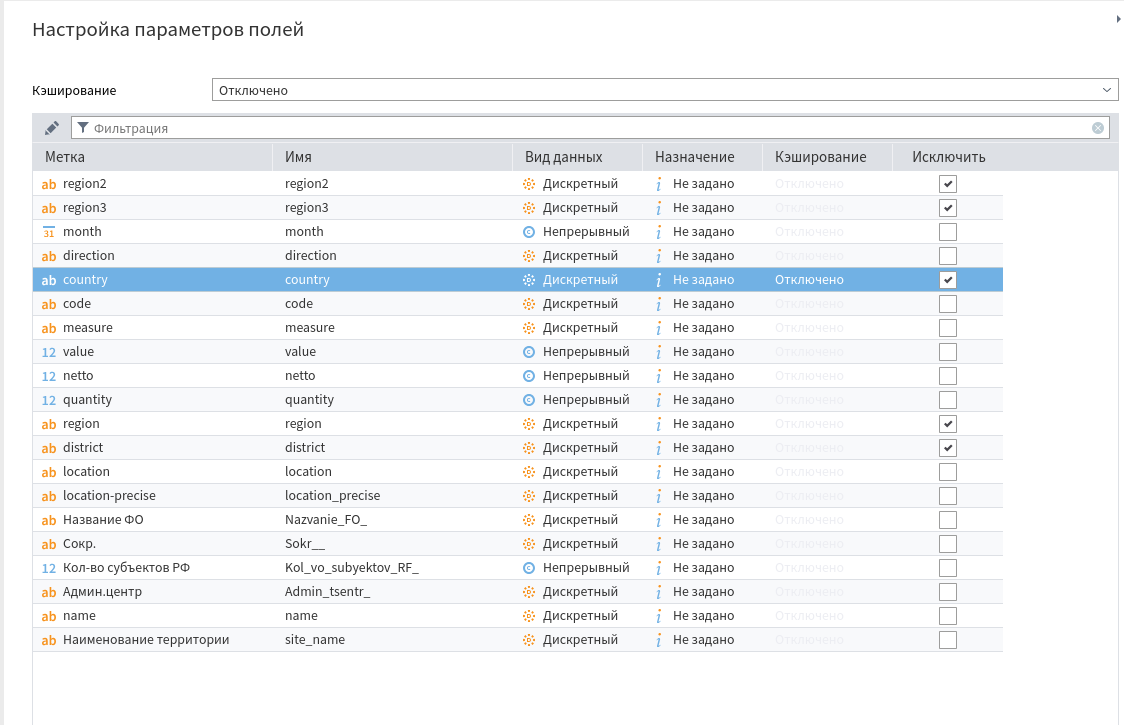 Настройка параметров полей
Кэширование Отключено
Фильтрация
Метка Имя Вид данных Назначение Кэширование Исключить
ab region2 region2 Дискретный Не задано Отключено
ab region3 region3 Дискретный Не задано Отключено
31 month month Непрерывный Не задано Отключено
ab direction direction Дискретный Не задано Отключено
ab country country Дискретный Не задано Отключено
ab code code Дискретный Не задано Отключено
ab measure measure Дискретный Не задано Отключено
12 value value Непрерывный Не задано Отключено
12 netto netto Непрерывный Не задано Отключено
12 quantity quantity Непрерывный Не задано Отключено
ab region region Дискретный Не задано Отключено
ab district district Дискретный Не задано Отключено
ab location location Дискретный Не задано Отключено
ab location-precise location_precise Дискретный Не задано Отключено
ab Название ФО Nazvanie_FO_ Дискретный Не задано Отключено
ab Сокр. Sokr__ Дискретный Не задано Отключено
12 Кол-во субъектов РФ Kol_vo_subyektov_RF_ Непрерывный Не задано Отключено
ab Админ.центр Admin_tsentr_ Дискретный Не задано Отключено
ab name name Дискретный Не задано Отключено
ab Наименование территории site_name Дискретный Не задано Отключено